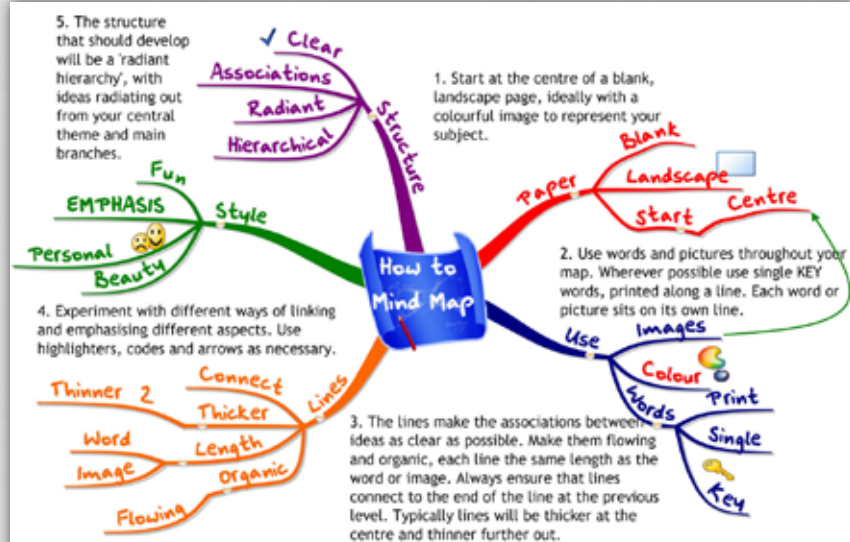 5. The structure
that should develop
will be a 'radiant
hierarchy', with
ideas radiating out
from your central
theme and main
branches.
Clear
Associations
Radiant
Hierarchical
Structure
1. Start at the centre of a blank,
landscape page, ideally with a
colourful image to represent your
subject.
Paper
Blank
Landscape
Start
Centre
Fun
EMPHASIS
Personal
Beauty
Style
How to
Mind Map
2. Use words and pictures throughout your
map. Wherever possible use single KEY
words, printed along a line. Each word or
picture sits on its own line.
Use
Images
Colour
Words
Print
Single
Key
4. Experiment with different ways of linking
and emphasising different aspects. Use
highlighters, codes and arrows as necessary.
Lines
Connect
Thinner 2
Thicker
Word
Length
Image
Organic
Flowing
3. The lines make the associations between
ideas as clear as possible. Make them flowing
and organic, each line the same length as the
word or image. Always ensure that lines
connect to the end of the line at the previous
level. Typically lines will be thicker at the
centre and thinner further out.